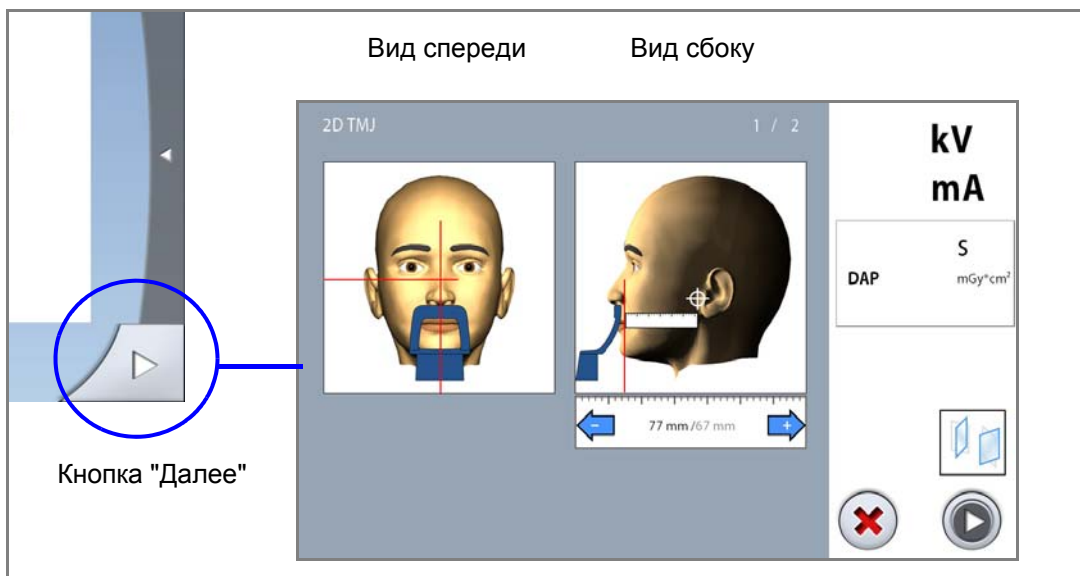 Вид спереди Вид сбоку
2D TMJ 1 / 2
kV
mA
S
DAP mGy*cm²
- 77 mm /67 mm +
Кнопка "Далее"